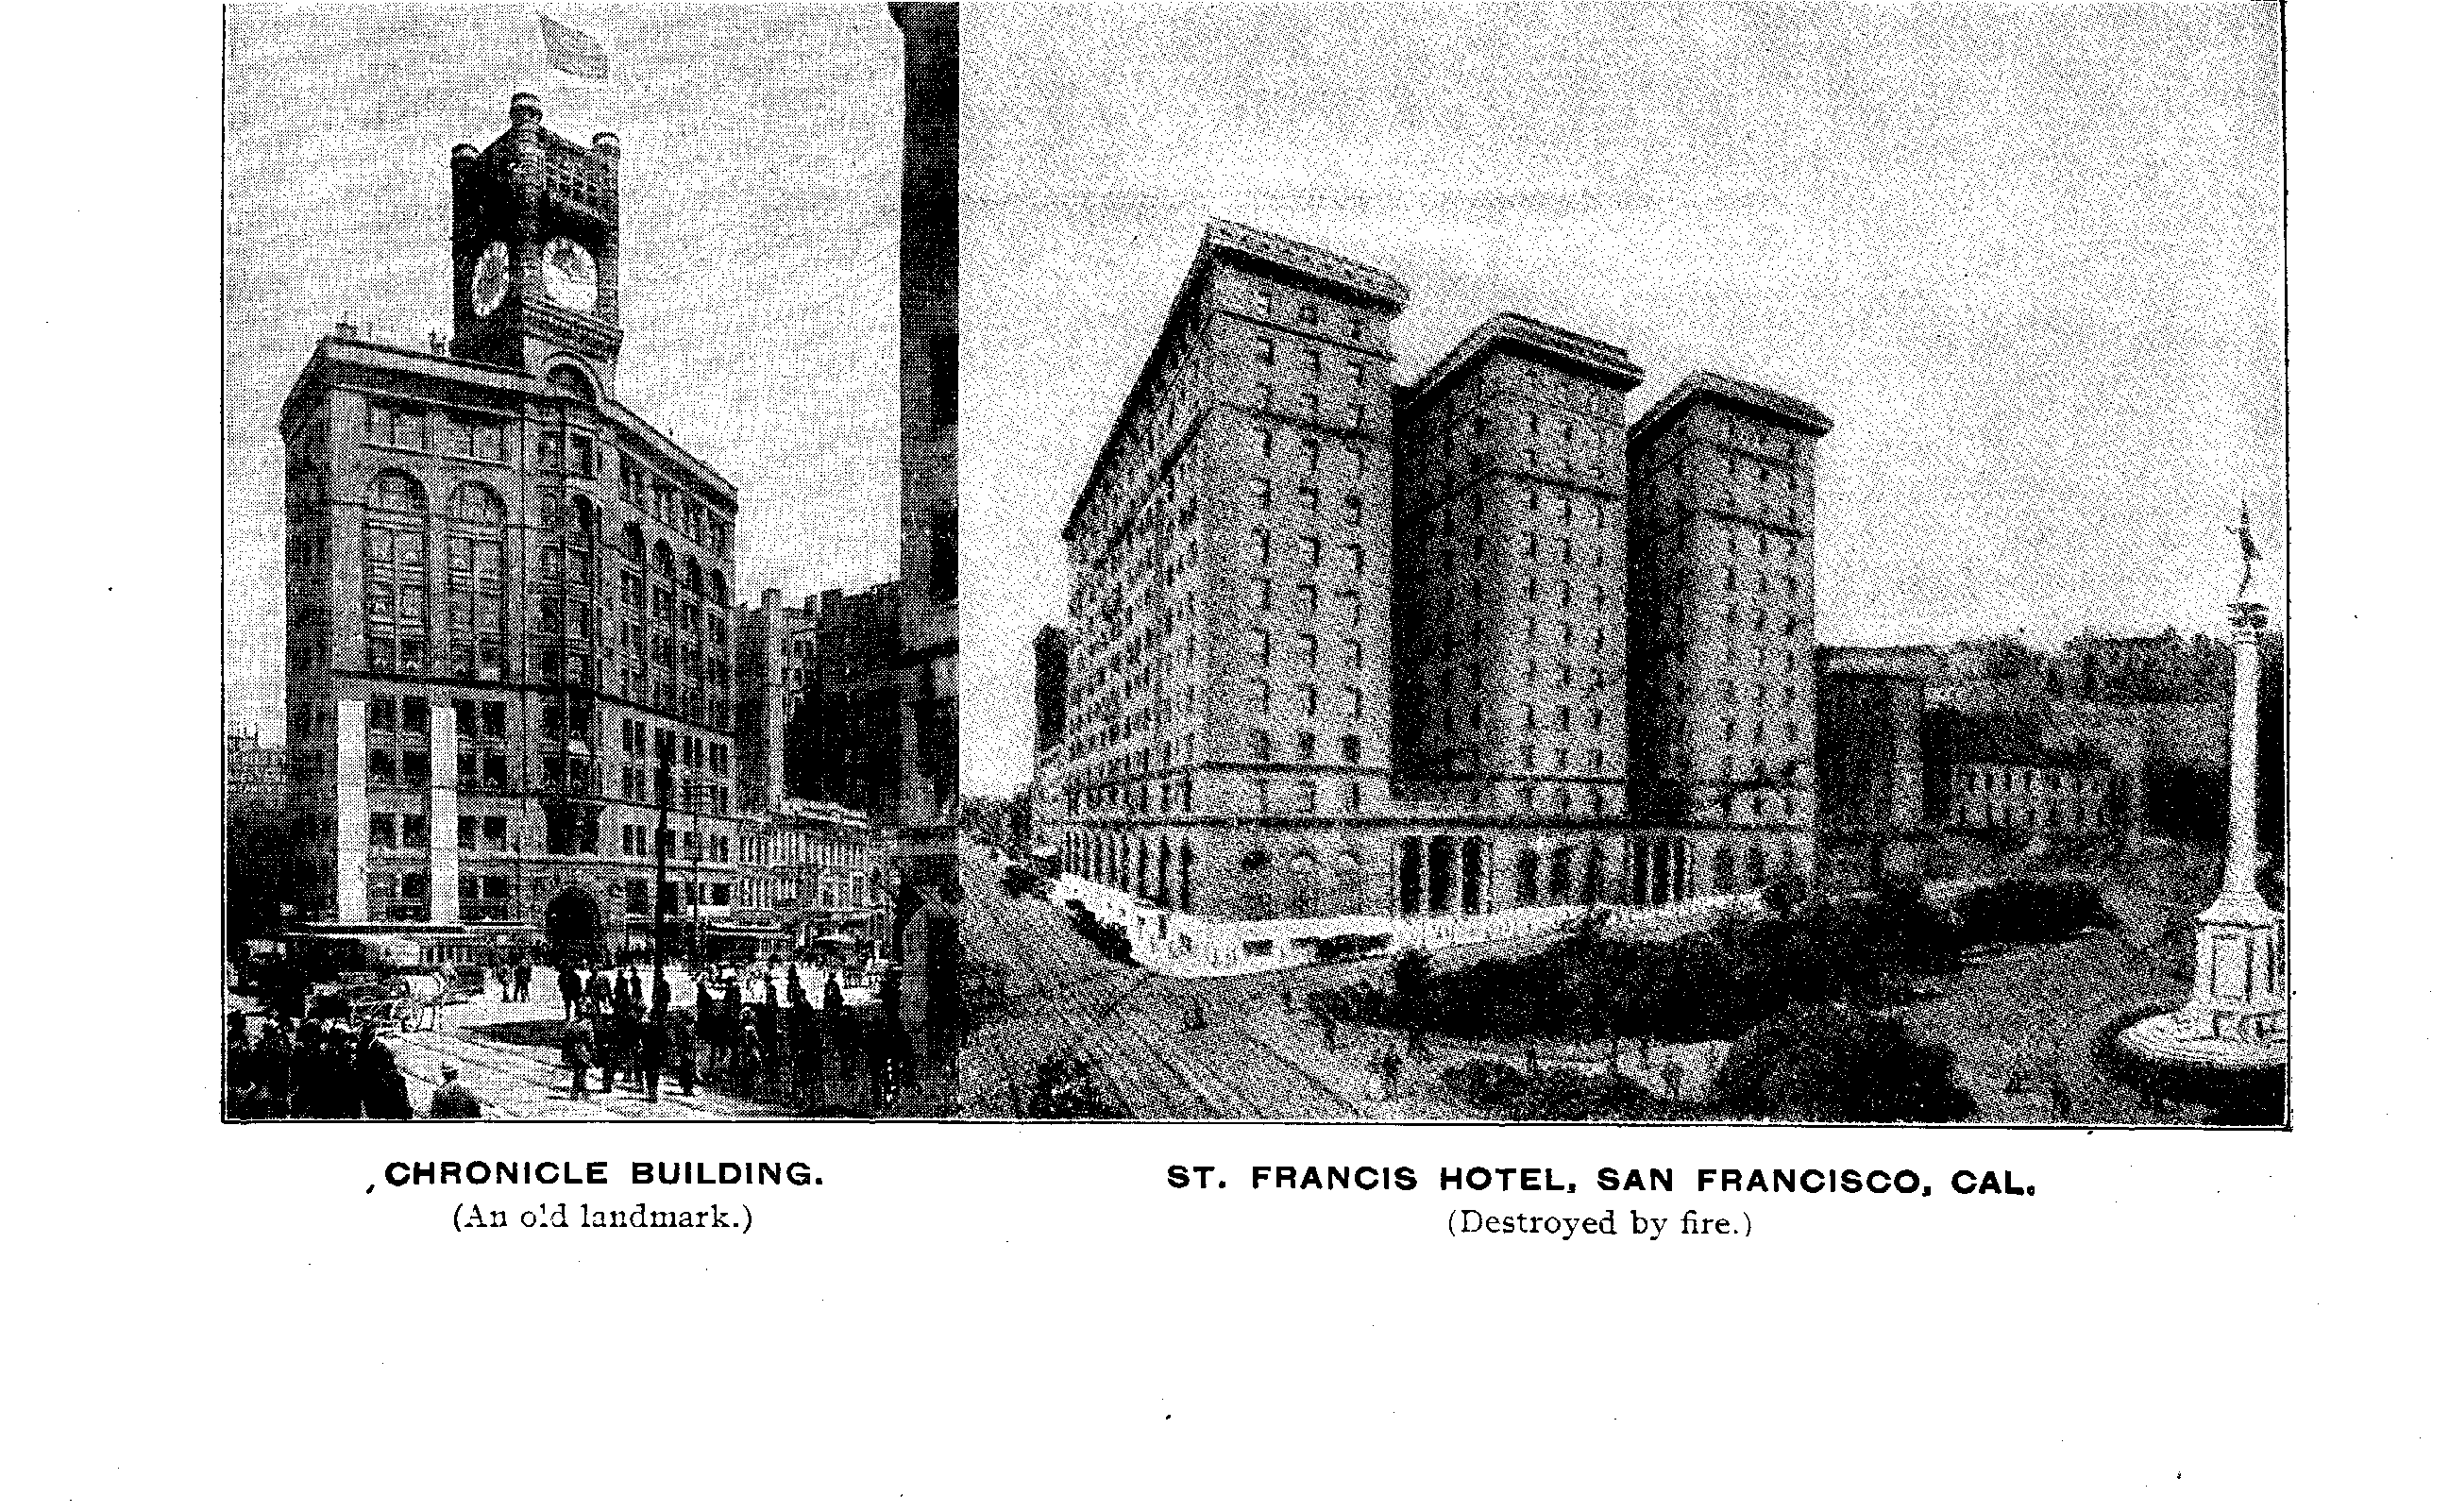 CHRONICLE BUILDING.
(An old landmark.)
ST. FRANCIS HOTEL, SAN FRANCISCO, CAL.
(Destroyed by fire.)